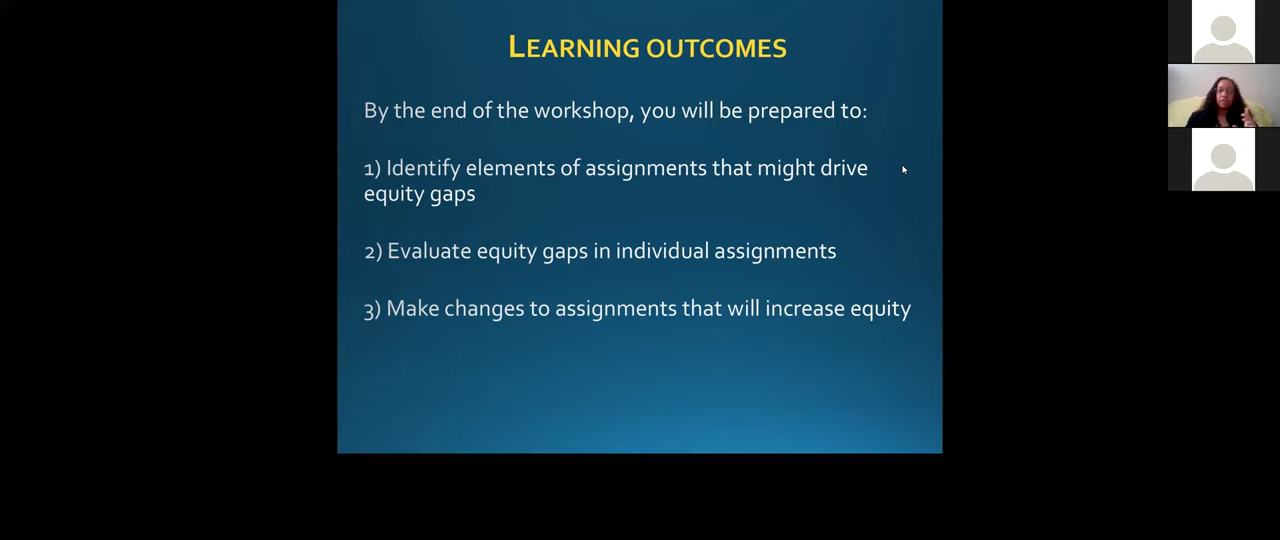 LEARNING OUTCOMES
By the end of the workshop, you will be prepared to:
1) Identify elements of assignments that might drive
equity gaps
2) Evaluate equity gaps in individual assignments
3) Make changes to assignments that will increase equity